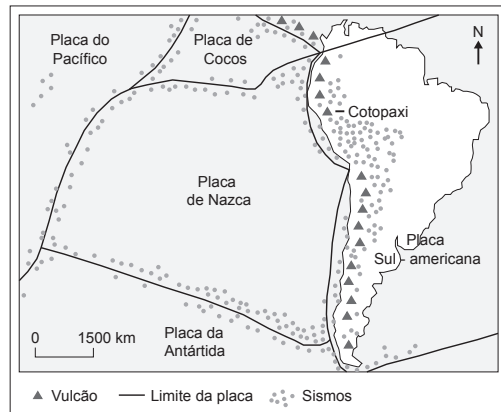 Placa do
Pacífico
Placa de
Cocos
N
Cotopaxi
Placa
de Nazca
Placa
Sul - americana
0 1500 km
Placa da
Antártida
Vulcão Limite da placa Sismos